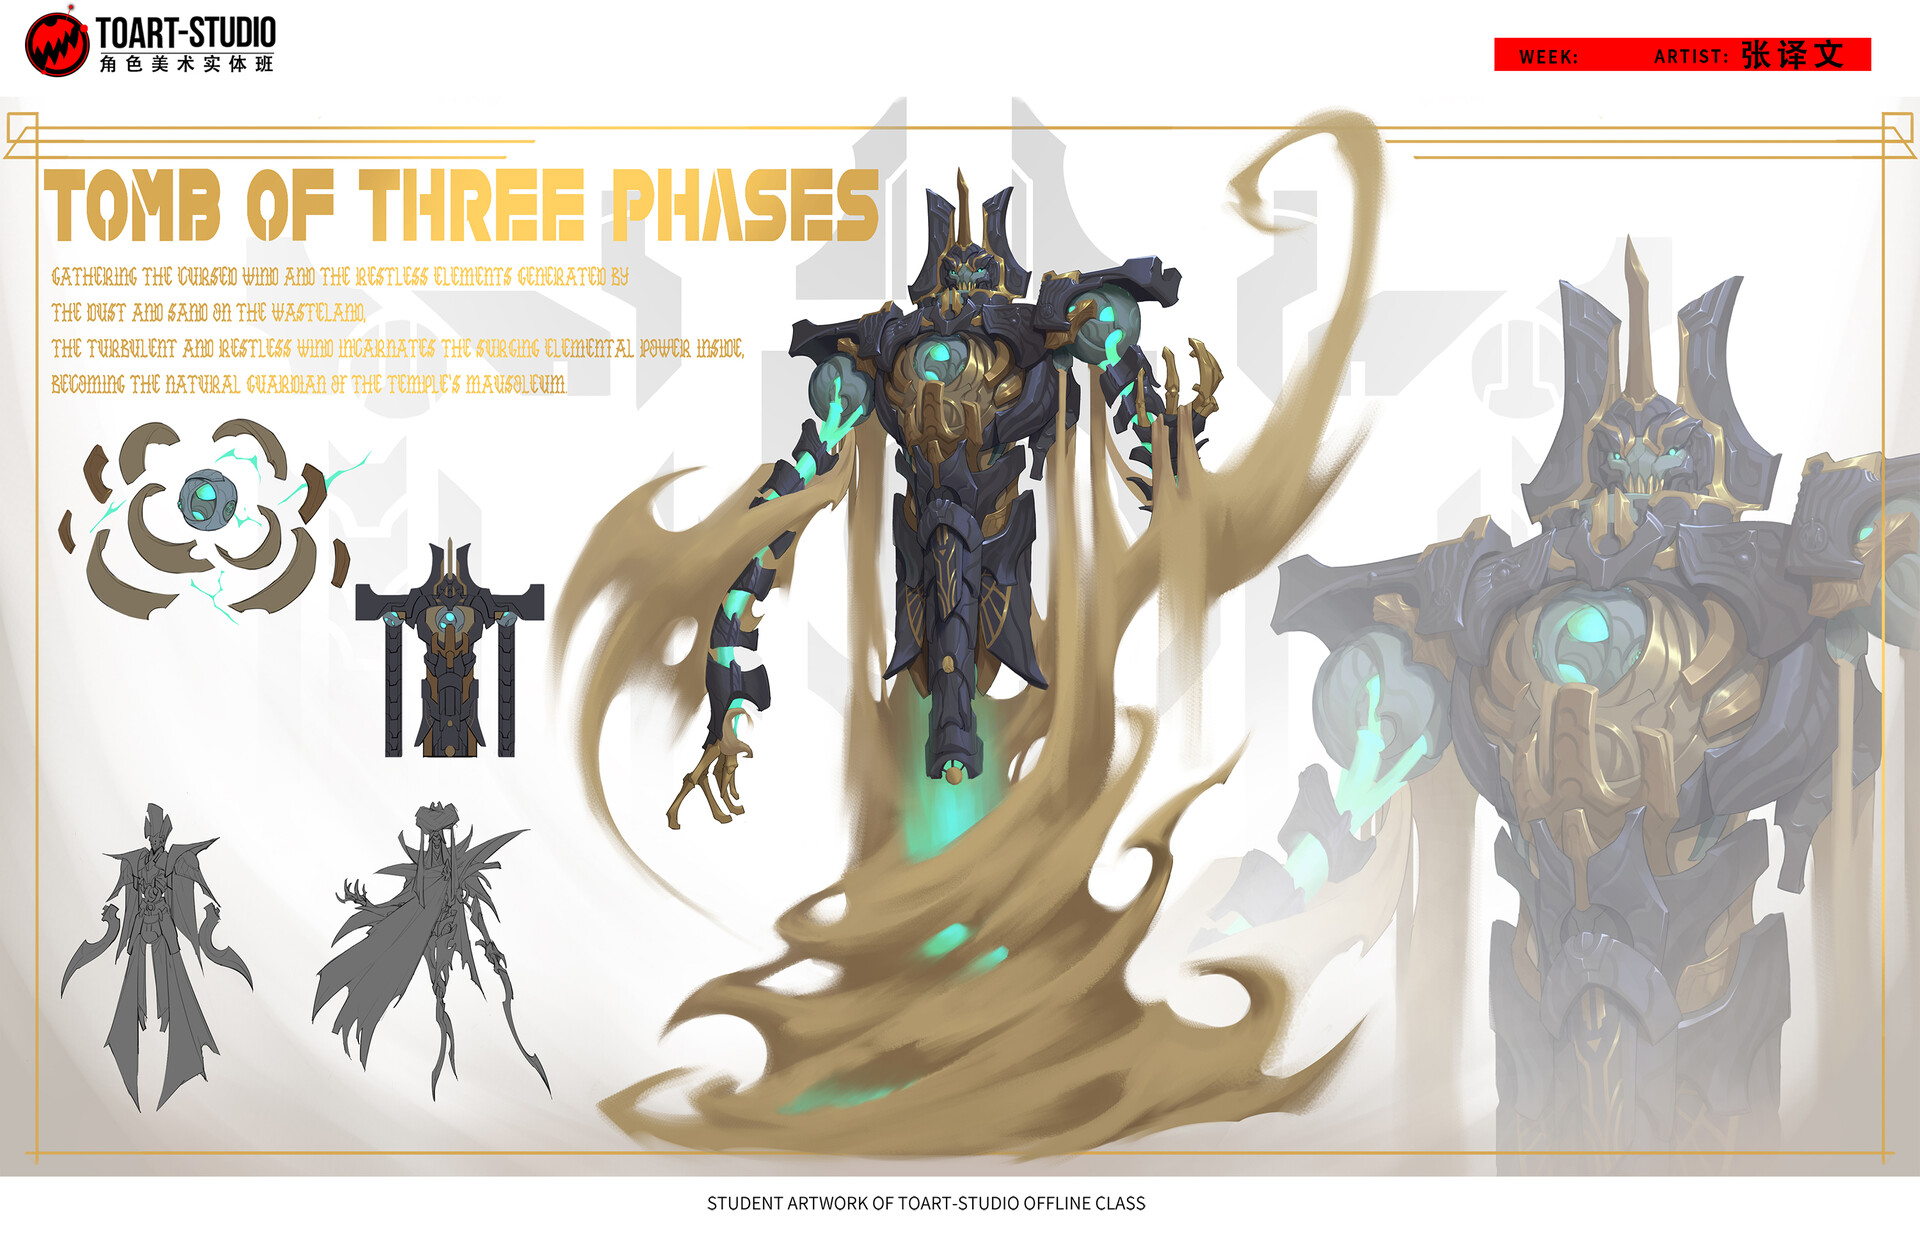 TOART-STUDIO
角色美术实体班
WEEK: ARTIST: 张译文
TOMB OF THREE PHASES
GATHERING THE CURSED WIND AND THE RESTLESS ELEMENTS GENERATED BY
THE DUST AND SAND ON THE WASTELAND,
THE TURBULENT AND RESTLESS WIND INCARNATES THE SURGING ELEMENTAL POWER INSIDE,
BECOMING THE NATURAL GUARDIAN OF THE TEMPLE'S MAUSOLEUM.
STUDENT ARTWORK OF TOART-STUDIO OFFLINE CLASS